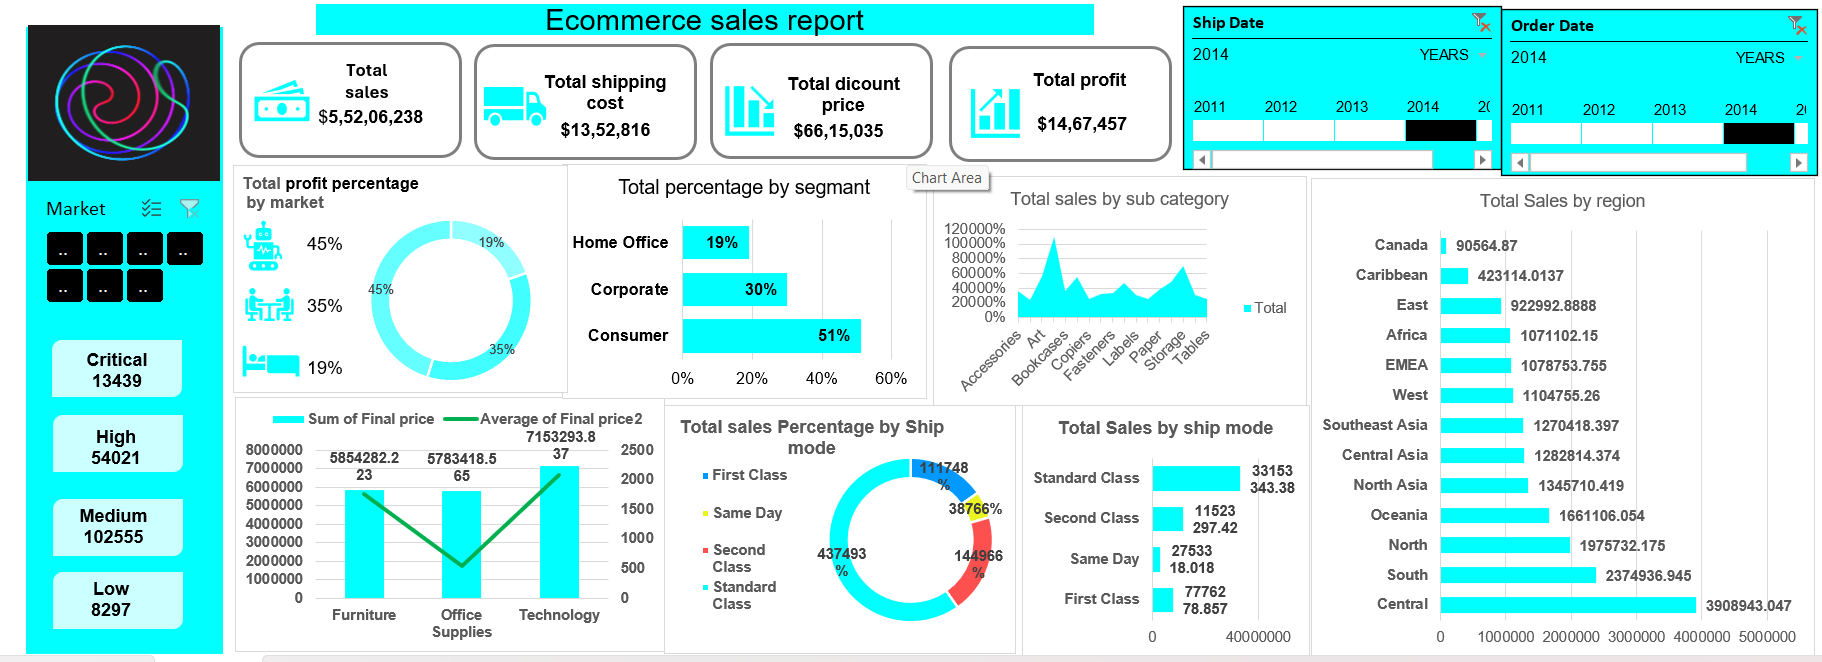 Ecommerce sales report
Market
..
..
..
..
..
..
..
Critical
13439
High
54021
Medium
102555
Low
8297
Total
sales
$5,52,06,238
Total shipping
cost
$13,52,816
Total dicount
price
$66,15,035
Total profit
$14,67,457
Ship Date
2014
YEARS
2011 2012 2013 2014 20
Order Date
2014
YEARS
2011 2012 2013 2014
Total profit percentage
by market
45%
35%
19%
19%
45%
35%
Total percentage by segmant
Home Office 19%
Corporate 30%
Consumer 51%
0% 20% 40% 60%
Chart Area
Total sales by sub category
120000%
100000%
80000%
60000%
40000%
20000%
0%
Accessories
Art
Bookcases
Copiers
Fasteners
Labels
Paper
Storage
Tables
Total
Total Sales by region
Canada 90564.87
Caribbean 423114.0137
East 922992.8888
Africa 1071102.15
EMEA 1078753.755
West 1104755.26
Southeast Asia 1270418.397
Central Asia 1282814.374
North Asia 1345710.419
Oceania 1661106.054
North 1975732.175
South 2374936.945
Central 3908943.047
0 1000000 2000000 3000000 4000000 5000000
Sum of Final price Average of Final price2
8000000
7000000
6000000
5000000
4000000
3000000
2000000
1000000
0
5854282.2
23
5783418.5
65
7153293.8
37
2500
2000
1500
1000
500
0
Furniture
Office
Supplies
Technology
Total sales Percentage by Ship
mode
First Class
Same Day
Second
Class
Standard
Class
111748
%
38766%
144966
%
437493
%
Total Sales by ship mode
Standard Class
33153
343.38
Second Class
11523
297.42
Same Day
27533
18.018
First Class
77762
78.857
0 40000000